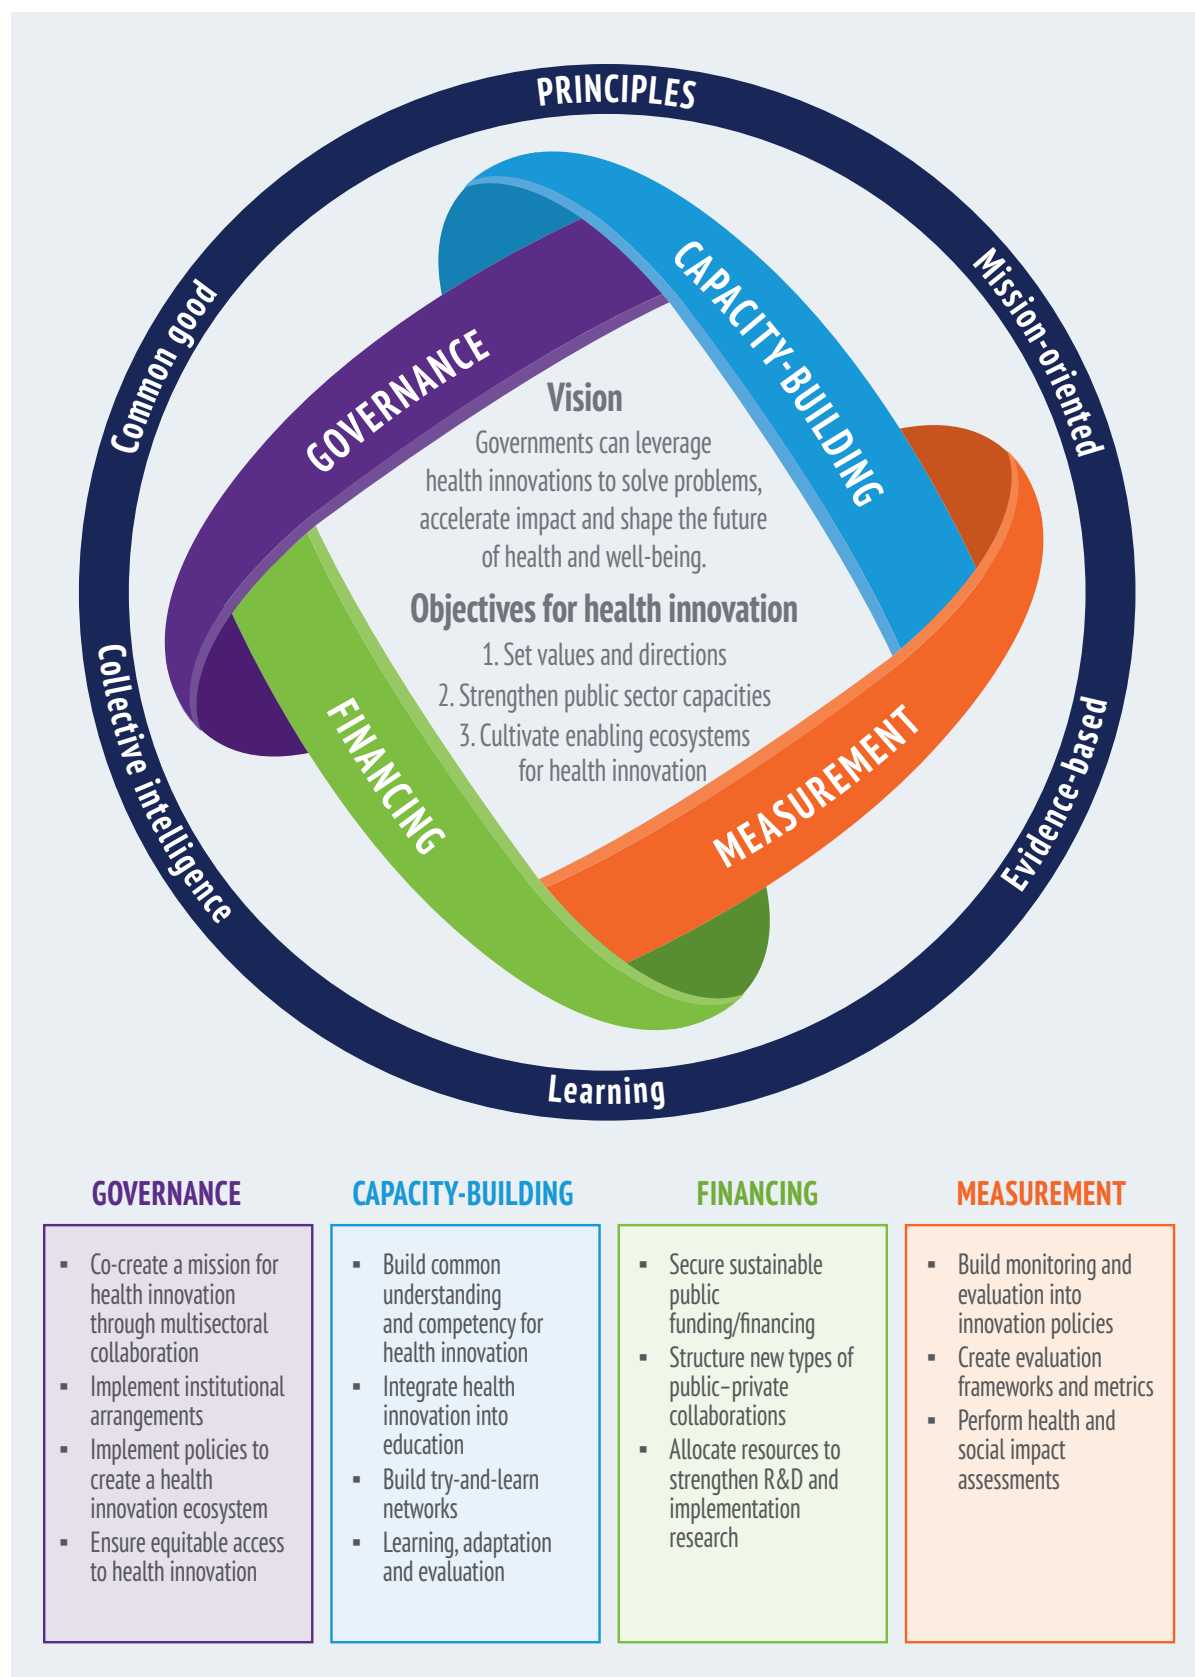 PRINCIPLES
Common good
Mission-oriented
CAPACITY-BUILDING
GOVERNANCE
Vision
Governments can leverage
health innovations to solve problems,
accelerate impact and shape the future
of health and well-being.
Objectives for health innovation
1. Set values and directions
2. Strengthen public sector capacities
3. Cultivate enabling ecosystems
for health innovation
FINANCING
MEASUREMENT
Collective intelligence
Evidence-based
Learning
GOVERNANCE
▪ Co-create a mission for
health innovation
through multisectoral
collaboration
▪ Implement institutional
arrangements
▪ Implement policies to
create a health
innovation ecosystem
▪ Ensure equitable access
to health innovation
CAPACITY-BUILDING
▪ Build common
understanding
and competency for
health innovation
▪ Integrate health
innovation into
education
▪ Build try-and-learn
networks
▪ Learning, adaptation
and evaluation
FINANCING
▪ Secure sustainable
public
funding/financing
▪ Structure new types of
public–private
collaborations
▪ Allocate resources to
strengthen R&D and
implementation
research
MEASUREMENT
▪ Build monitoring and
evaluation into
innovation policies
▪ Create evaluation
frameworks and metrics
▪ Perform health and
social impact
assessments